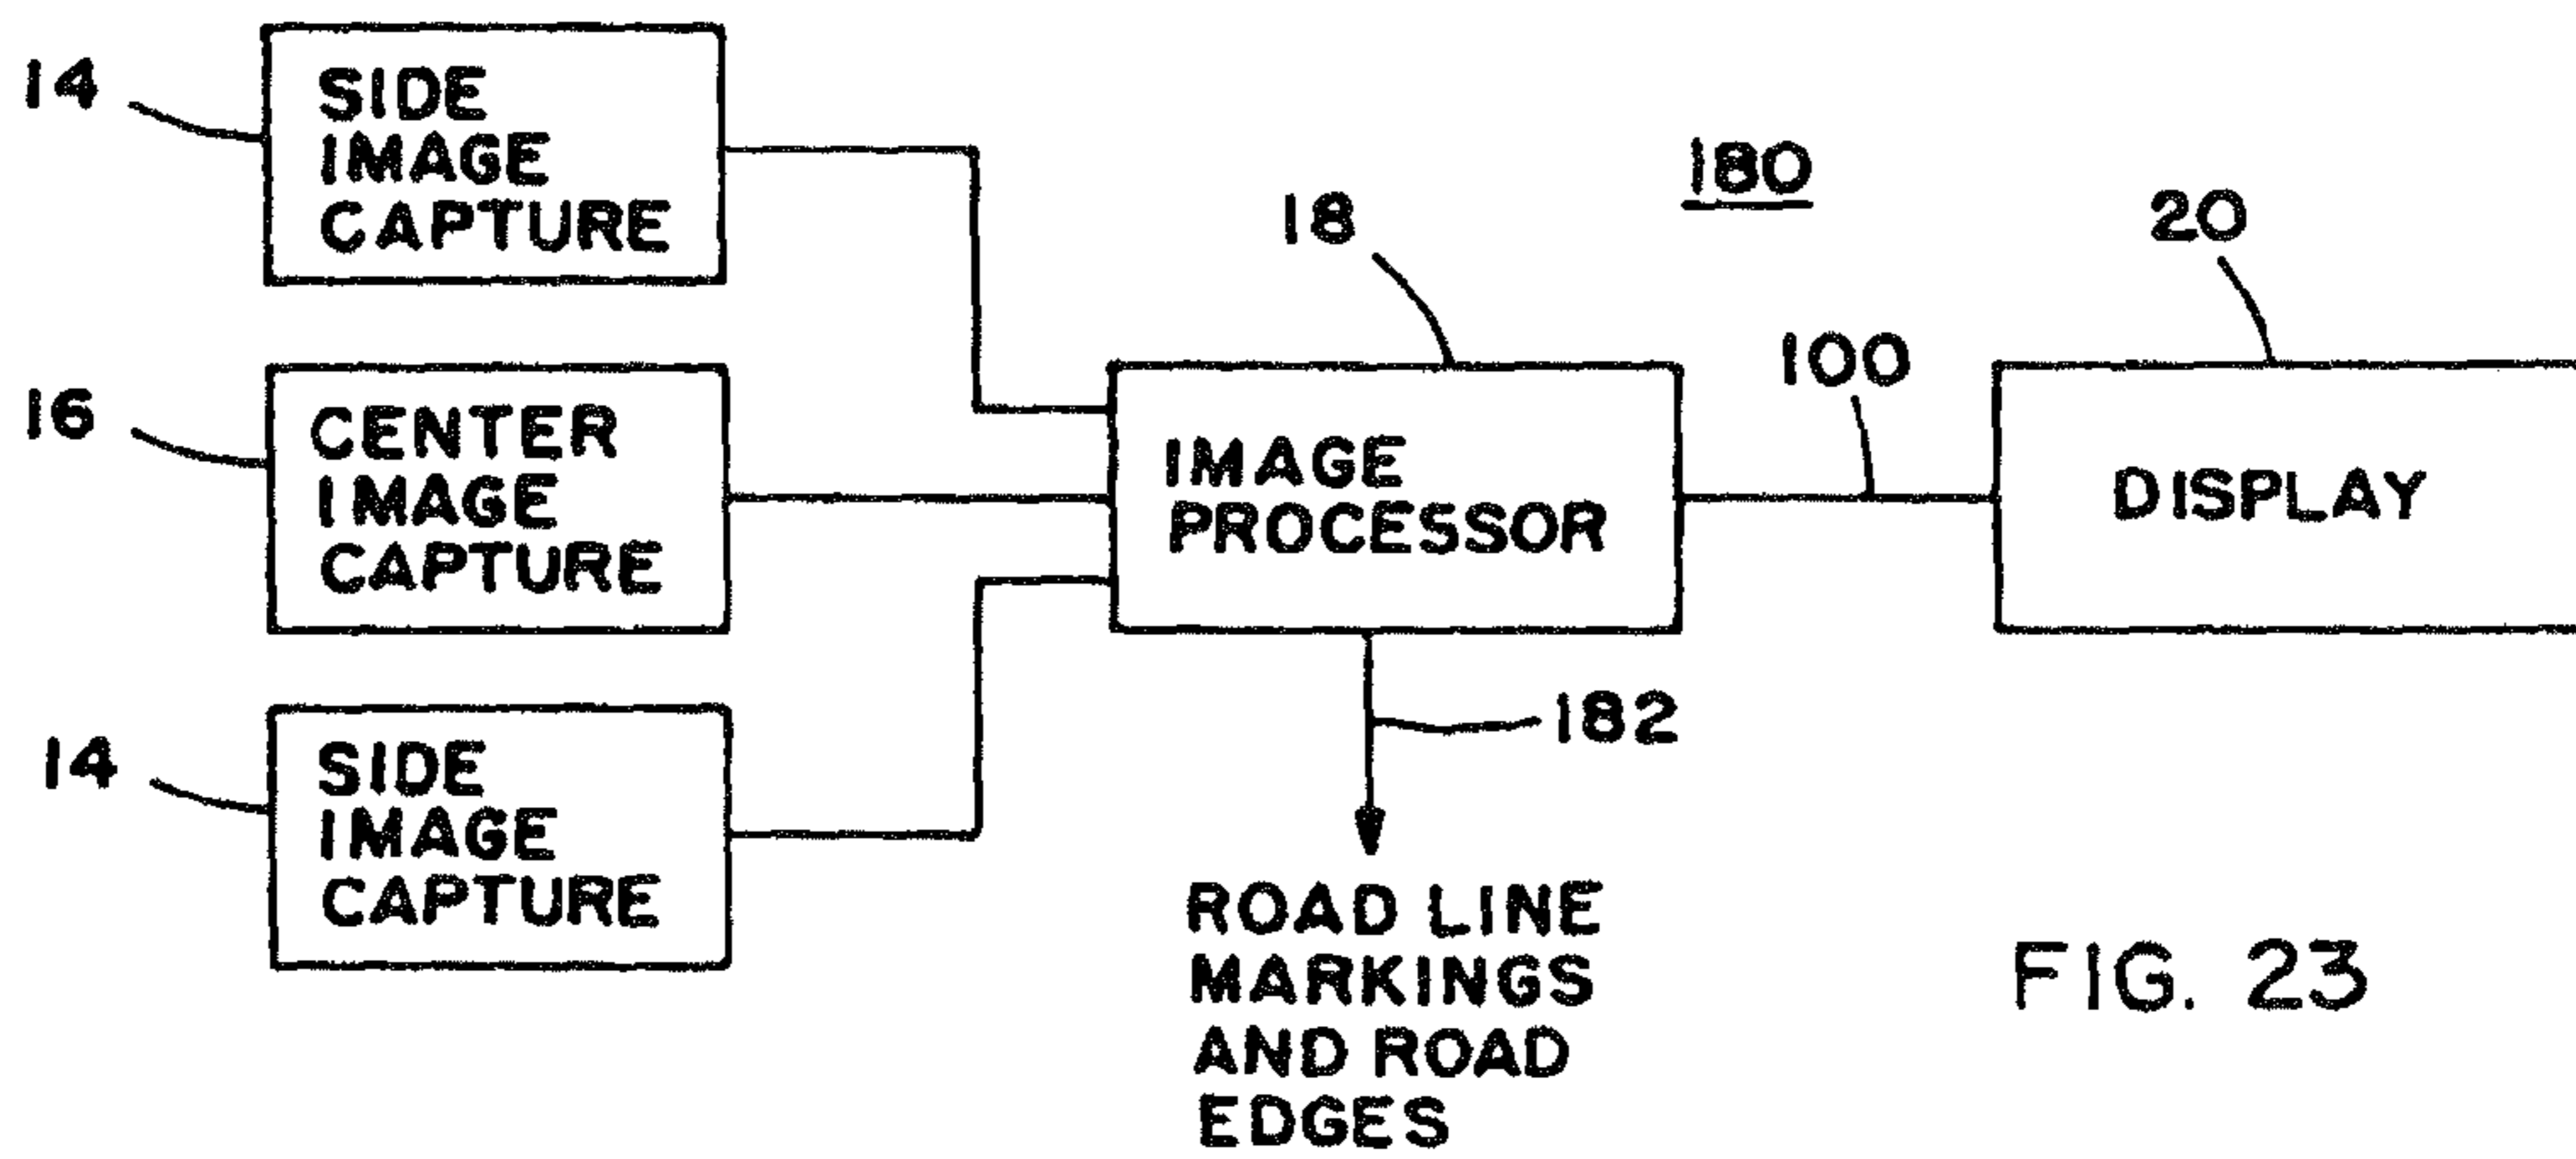 14
SIDE
IMAGE
CAPTURE
16
CENTER
IMAGE
CAPTURE
14
SIDE
IMAGE
CAPTURE
18
IMAGE
PROCESSOR
180
100
20
DISPLAY
182
ROAD LINE
MARKINGS
AND ROAD
EDGES
FIG. 23